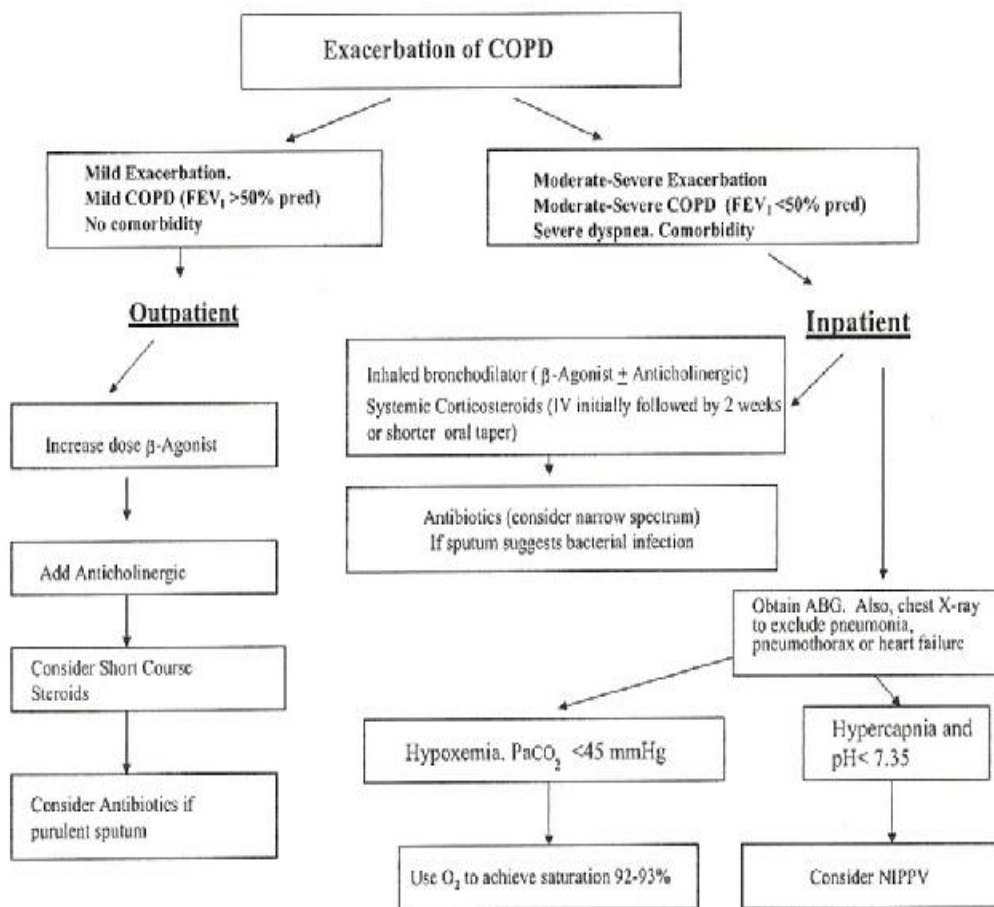 Exacerbation of COPD
Mild Exacerbation.
Mild COPD (FEV₁ >50% pred)
No comorbidity
Moderate-Severe Exacerbation
Moderate-Severe COPD (FEV₁ <50% pred)
Severe dyspnea. Comorbidity
Outpatient
Inpatient
Increase dose β-Agonist
Add Anticholinergic
Consider Short Course
Steroids
Consider Antibiotics if
purulent sputum
Inhaled bronchodilator ( β-Agonist ± Anticholinergic)
Systemic Corticosteroids (IV initially followed by 2 weeks
or shorter oral taper)
Antibiotics (consider narrow spectrum)
If sputum suggests bacterial infection
Obtain ABG. Also, chest X-ray
to exclude pneumonia,
pneumothorax or heart failure
Hypoxemia. PaCO₂ <45 mmHg
Hypercapnia and
pH< 7.35
Use O₂ to achieve saturation 92-93%
Consider NIPPV